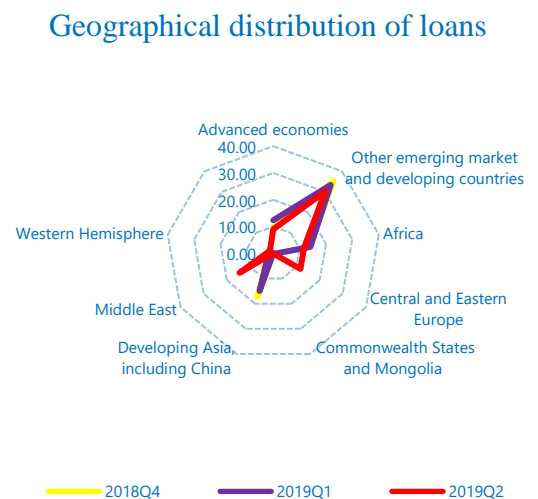 Geographical distribution of loans
Advanced economies
40.00
30.00
20.00
10.00
0.00
Other emerging market
and developing countries
Africa
Central and Eastern
Europe
Commonwealth States
and Mongolia
Developing Asia,
including China
Middle East
Western Hemisphere
2018Q4
2019Q1
2019Q2